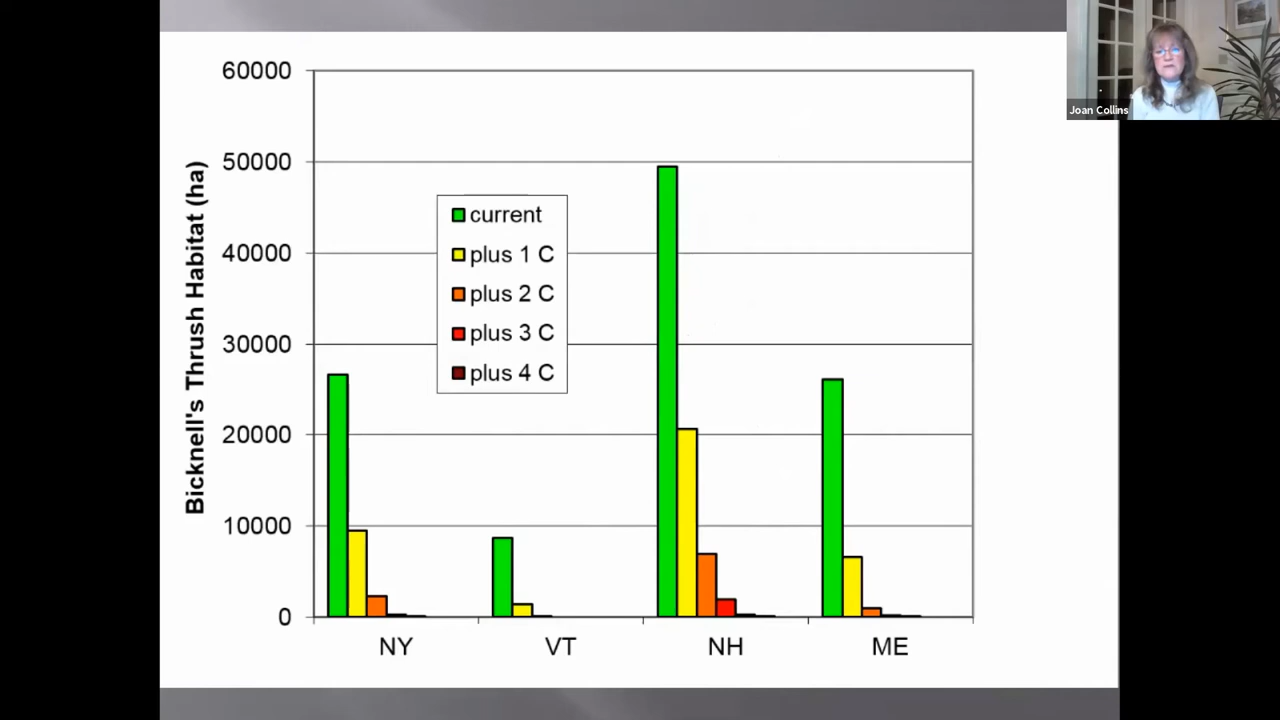 Joan Collins
60000
50000
40000
30000
20000
10000
0
Bicknell's Thrush Habitat (ha)
current
plus 1 C
plus 2 C
plus 3 C
plus 4 C
NY VT NH ME